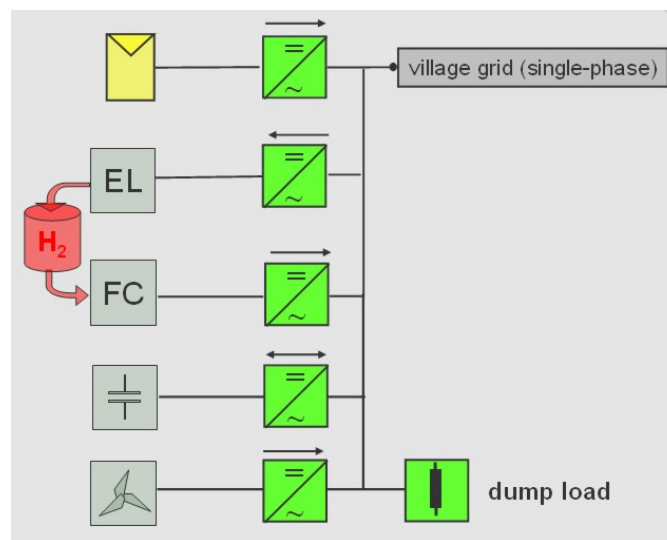 village grid (single-phase)
EL
H₂
FC
dump load